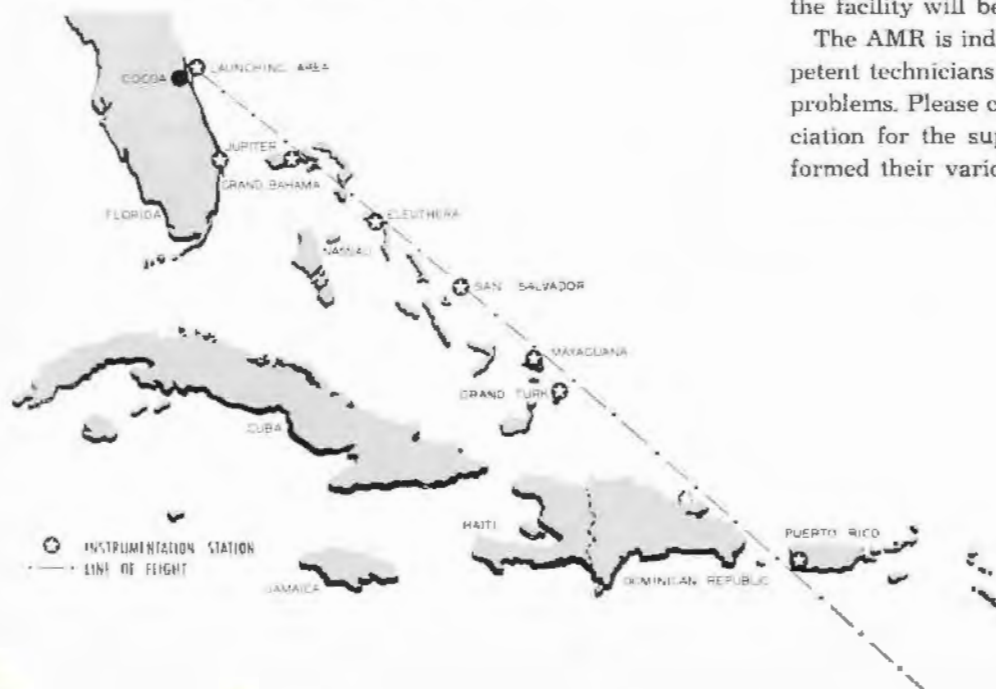 the facility will be
The AMR is ind
petent technicians
problems. Please c
ciation for the sup
formed their vario
COCOA
LAUNCHING AREA
JUPITER
GRAND BAHAMA
FLORIDA
ELEUTHERA
NASSAU
SAN SALVADOR
MAYAGUANA
GRAND TURK
CUBA
HAITI
PUERTO RICO
INSTRUMENTATION STATION
LINE OF FLIGHT
JAMAICA
DOMINICAN REPUBLIC